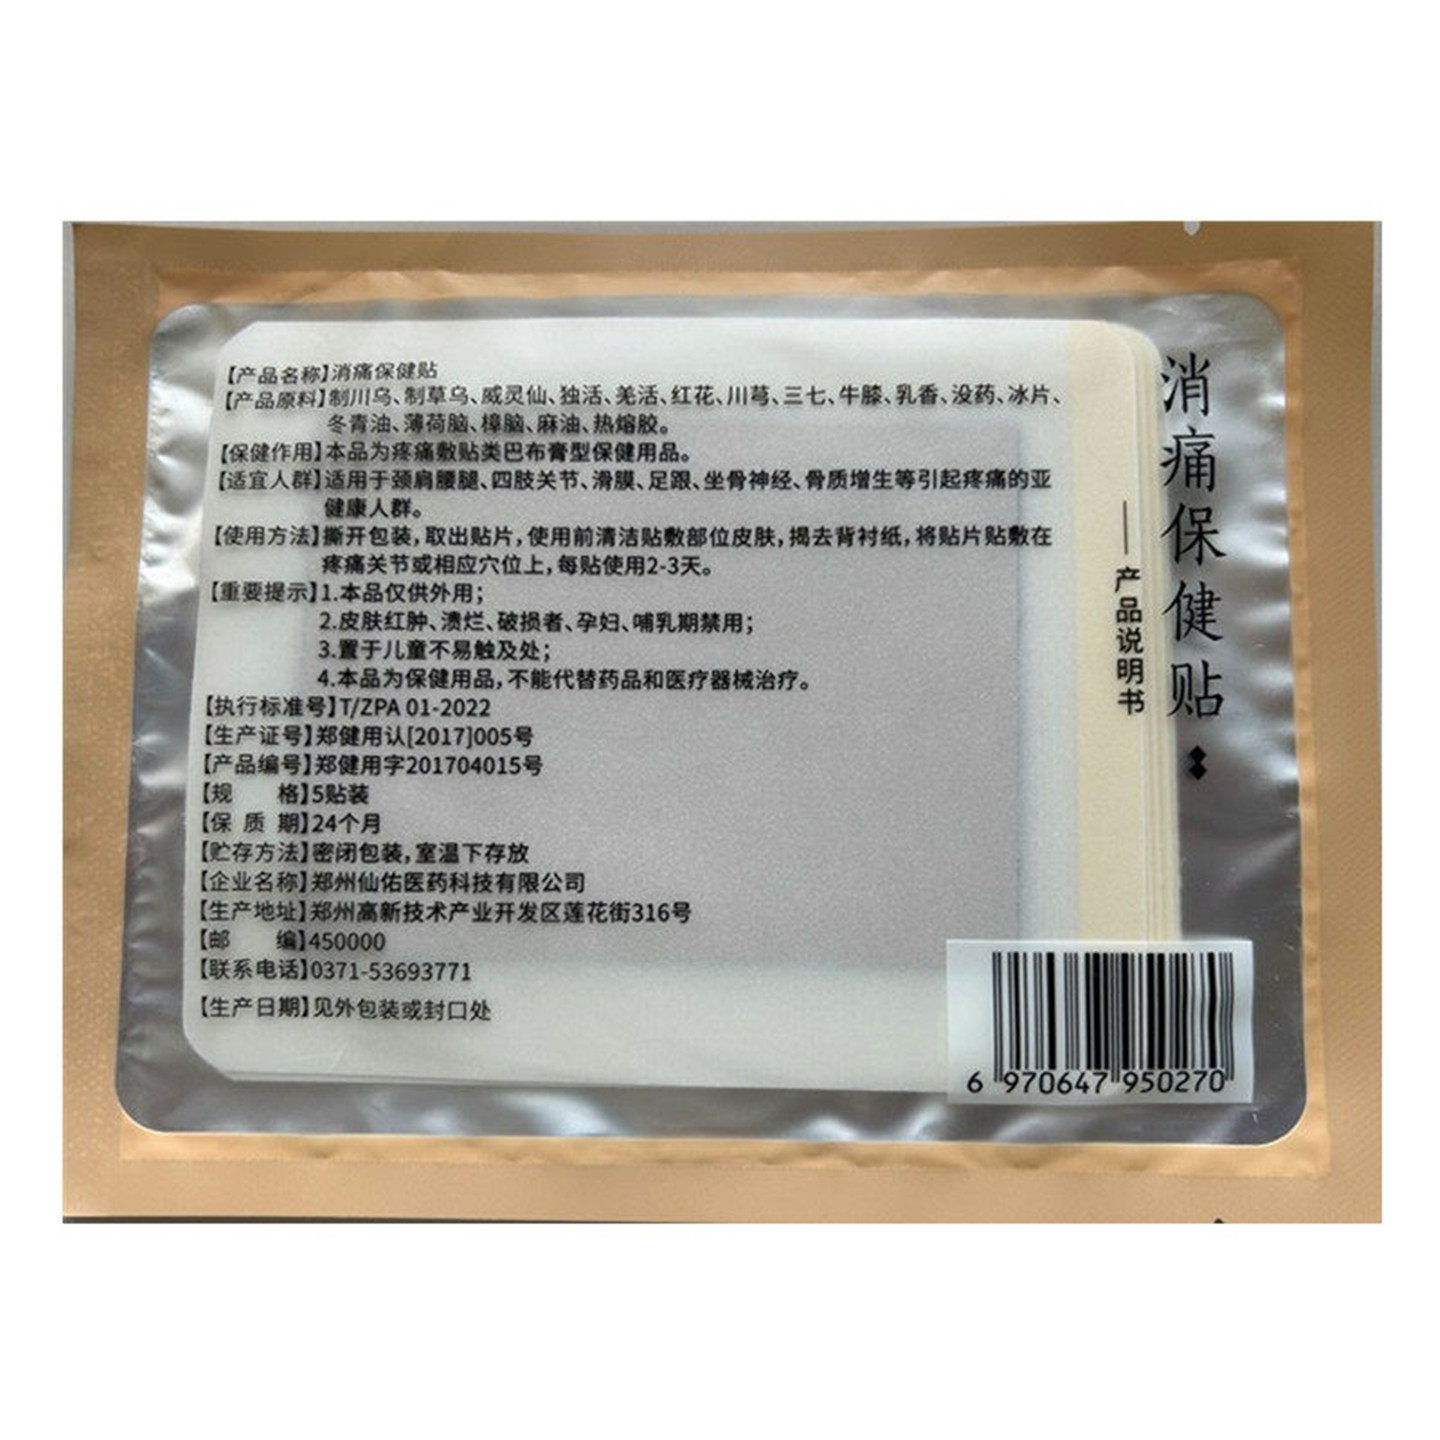 【产品名称】消痛保健贴
【产品原料】制川乌、制草乌、威灵仙、独活、羌活、红花、川芎、三七、牛膝、乳香、没药、冰片、
冬青油、薄荷脑、樟脑、麻油、热熔胶。
【保健作用】本品为疼痛敷贴类巴布膏型保健用品。
【适宜人群】适用于颈肩腰腿、四肢关节、滑膜、足跟、坐骨神经、骨质增生等引起疼痛的亚
健康人群。
【使用方法】撕开包装,取出贴片,使用前清洁贴敷部位皮肤,揭去背衬纸,将贴片贴敷在
疼痛关节或相应穴位上,每贴使用2-3天。
【重要提示】1.本品仅供外用;
2.皮肤红肿、溃烂、破损者、孕妇、哺乳期禁用;
3.置于儿童不易触及处;
4.本品为保健用品,不能代替药品和医疗器械治疗。
【执行标准号】T/ZPA 01-2022
【生产证号】郑健用认[2017]005号
【产品编号】郑健用字201704015号
【规 格】5贴装
【保 质 期】24个月
【贮存方法】密闭包装,室温下存放
【企业名称】郑州仙佑医药科技有限公司
【生产地址】郑州高新技术产业开发区莲花街316号
【邮 编】450000
【联系电话】0371-53693771
【生产日期】见外包装或封口处
消痛保健贴
——产品说明书
6 970647 950270